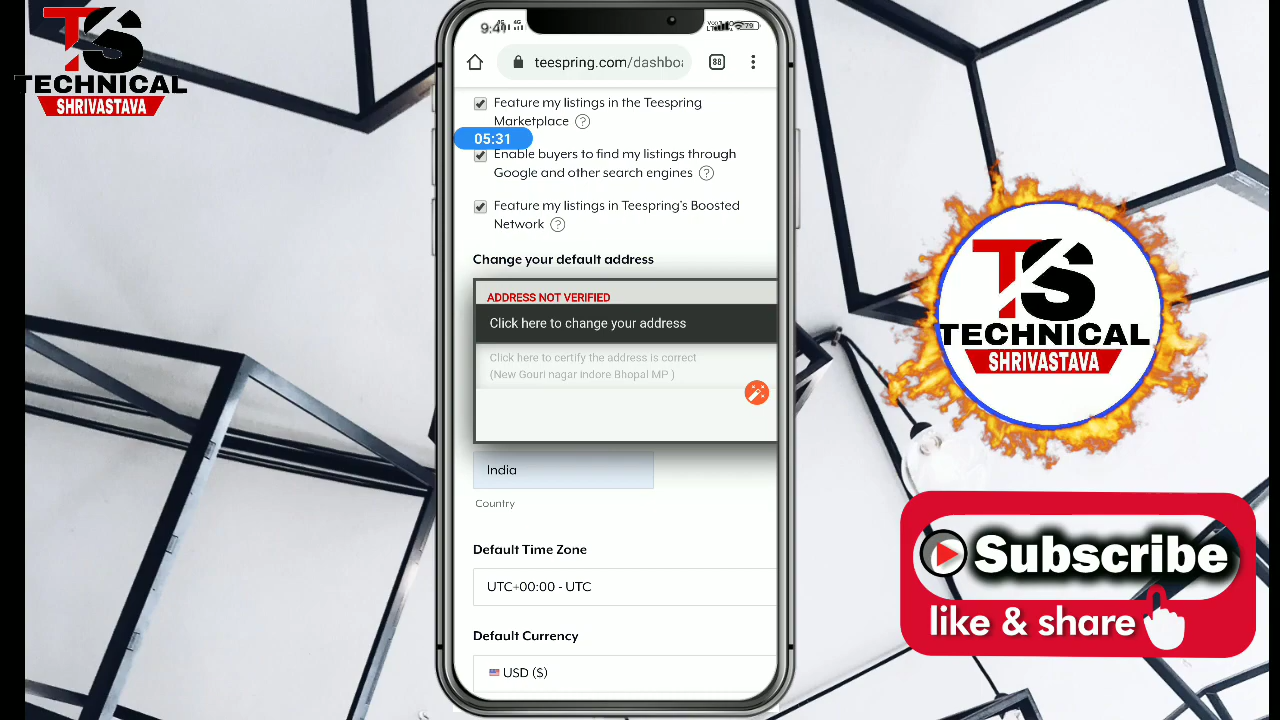 TS
TECHNICAL
SHRIVASTAVA
9:41
79
teespring.com/dashboa
88
Feature my listings in the Teespring
Marketplace ?
05:31
Enable buyers to find my listings through
Google and other search engines ?
Feature my listings in Teespring's Boosted
Network ?
Change your default address
ADDRESS NOT VERIFIED
Click here to change your address
Click here to certify the address is correct
(New Gouri nagar indore Bhopal MP )
India
Country
Default Time Zone
UTC+00:00 - UTC
Default Currency
USD ($)
TS
TECHNICAL
SHRIVASTAVA
Subscribe
like & share